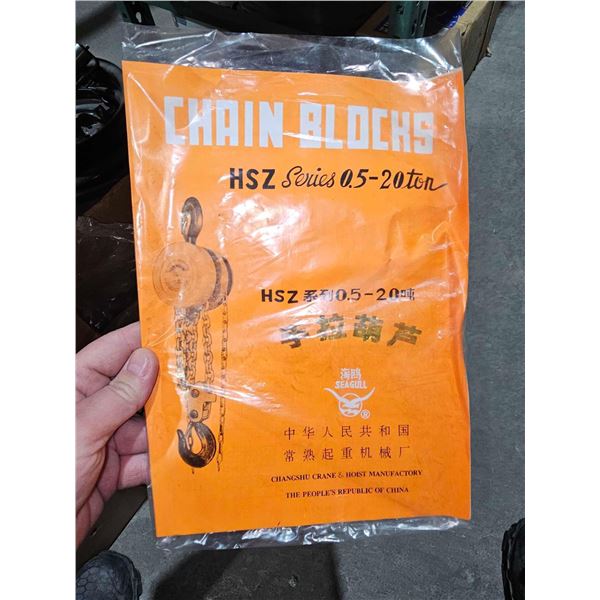 CHAIN BLOCKS
HSZ Series 0.5-20ton
HSZ 系列0.5-20吨
手拉葫芦
海鸥
SEAGULL
®
中华人民共和国
常熟起重机械厂
CHANGSHU CRANE & HOIST MANUFACTORY
THE PEOPLE'S REPUBLIC OF CHINA